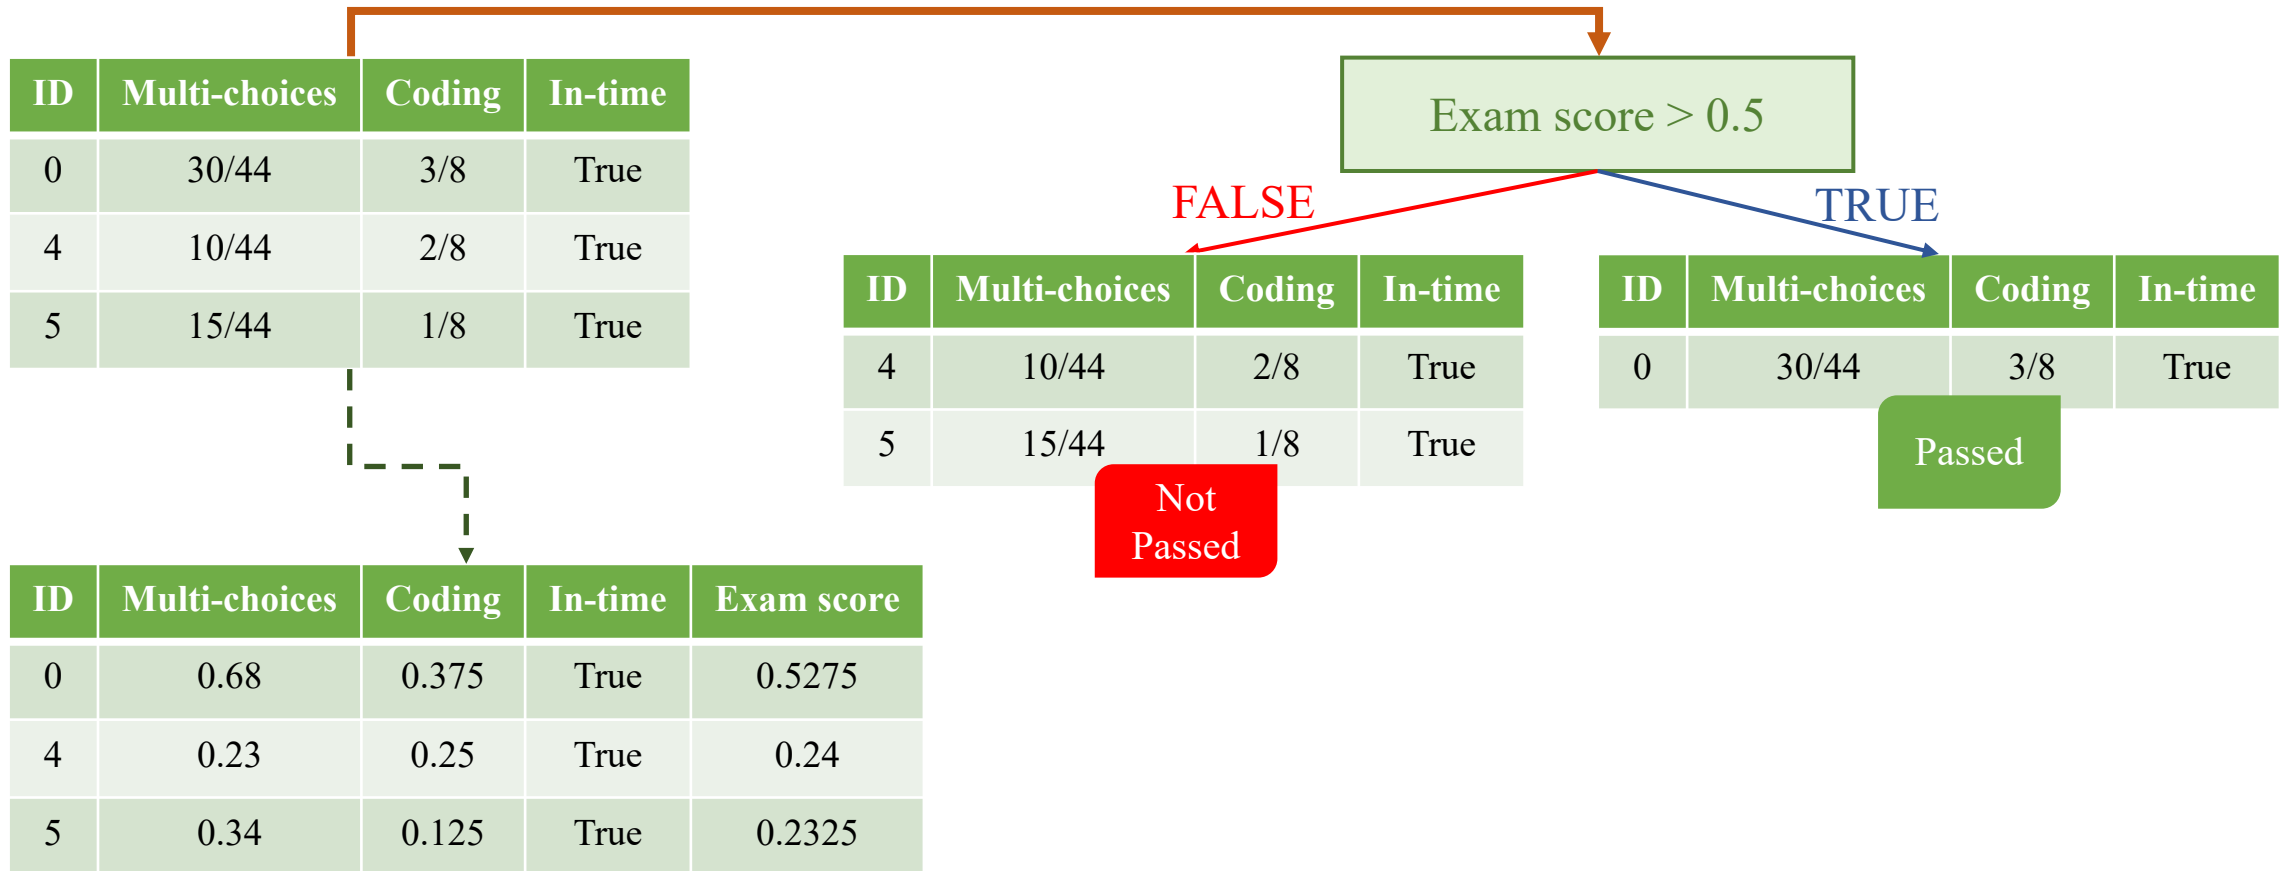 ID Multi-choices Coding In-time
0 30/44 3/8 True
4 10/44 2/8 True
5 15/44 1/8 True
Exam score > 0.5
FALSE
TRUE
ID Multi-choices Coding In-time
4 10/44 2/8 True
5 15/44 1/8 True
Not
Passed
ID Multi-choices Coding In-time
0 30/44 3/8 True
Passed
ID Multi-choices Coding In-time Exam score
0 0.68 0.375 True 0.5275
4 0.23 0.25 True 0.24
5 0.34 0.125 True 0.2325